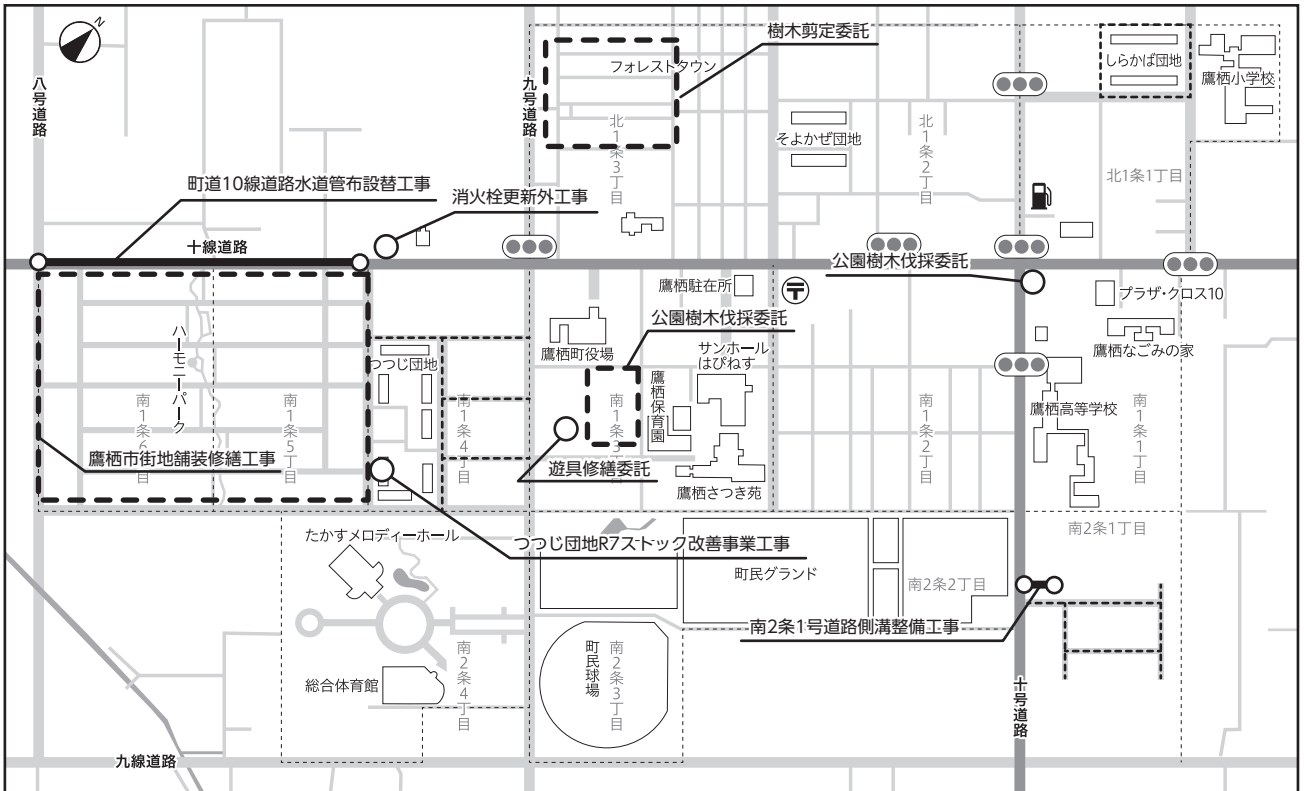 N
八号道路
九号道路
樹木剪定委託
フォレストタウン
しらかば団地
鷹栖小学校
北1条3丁目
そよかぜ団地
北1条2丁目
北1条1丁目
町道10線道路水道管布設替工事
消火栓更新外工事
十線道路
公園樹木伐採委託
鷹栖駐在所
〒
プラザ・クロス10
鷹栖町役場
公園樹木伐採委託
サンホール
はぴねす
鷹栖なごみの家
ハーモニーパーク
つつじ団地
鷹栖保育園
鷹栖高等学校
南1条6丁目
南1条5丁目
南1条4丁目
南1条3丁目
南1条2丁目
南1条1丁目
鷹栖市街地舗装修繕工事
遊具修繕委託
鷹栖さつき苑
たかすメロディーホール
つつじ団地R7ストック改善事業工事
南2条1丁目
町民グランド
南2条2丁目
南2条1号道路側溝整備工事
総合体育館
南2条4丁目
町民球場
南2条3丁目
十号道路
九線道路